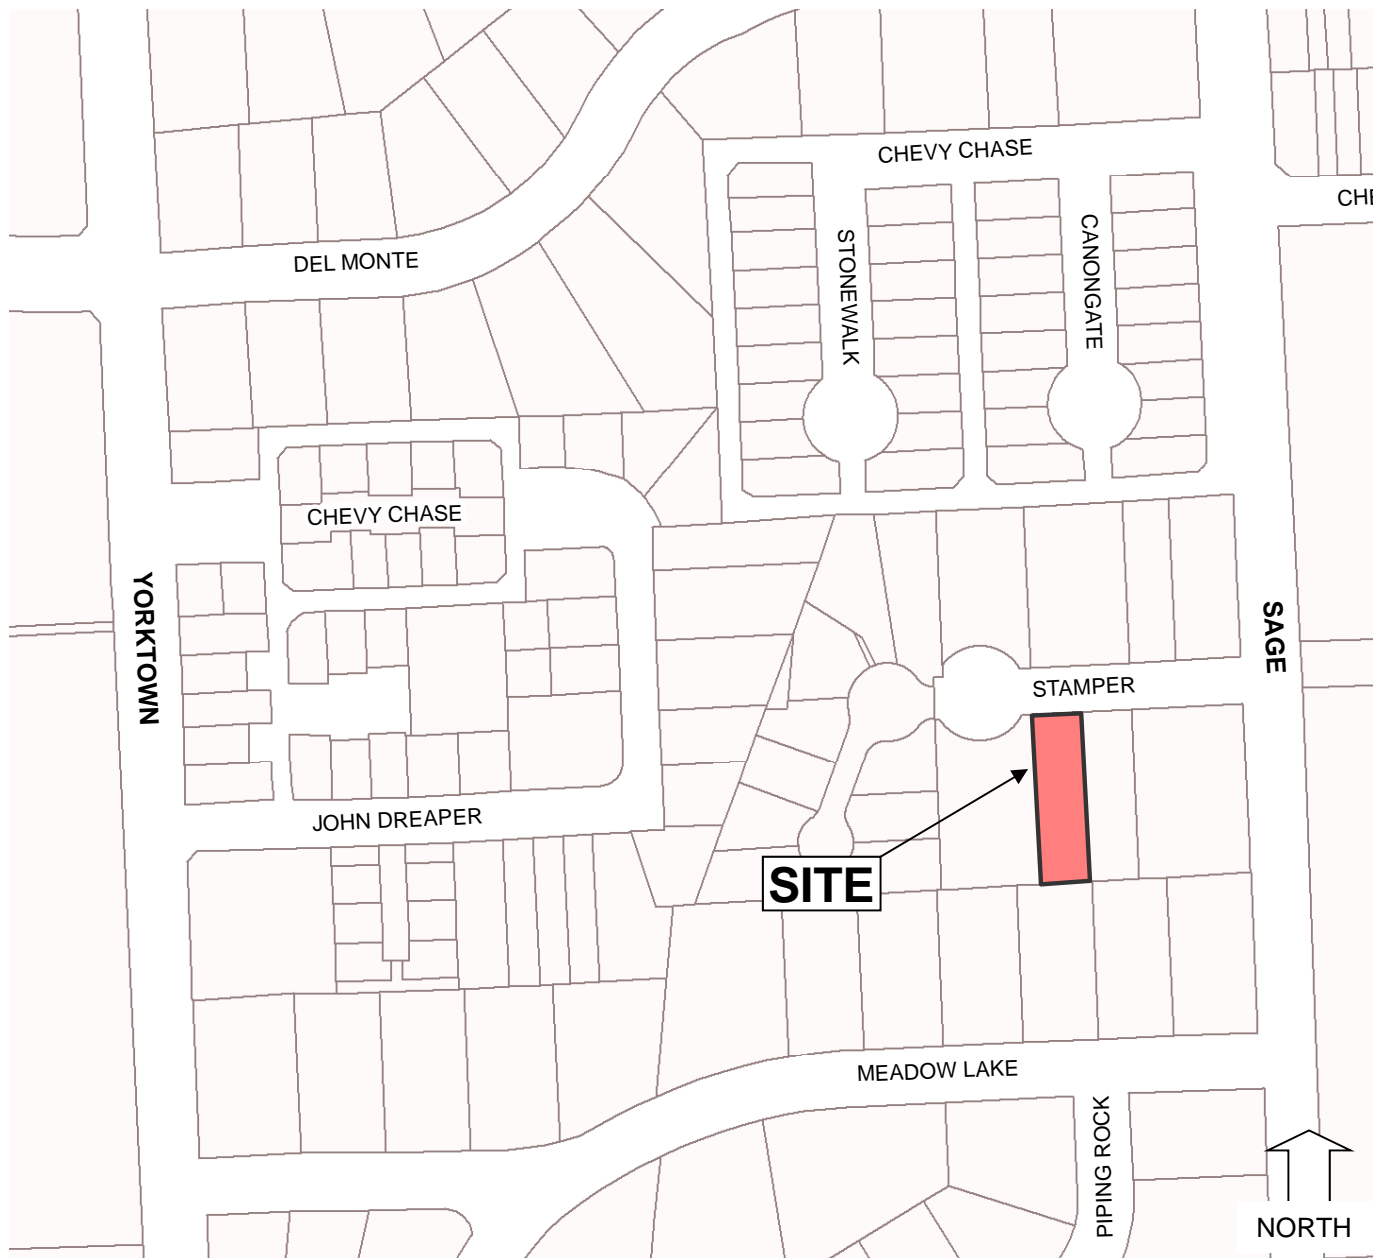 CHEVY CHASE
CHE
STONEWALK
CANONGATE
DEL MONTE
CHEVY CHASE
YORKTOWN
SAGE
STAMPER
JOHN DREAPER
SITE
MEADOW LAKE
PIPING ROCK
NORTH